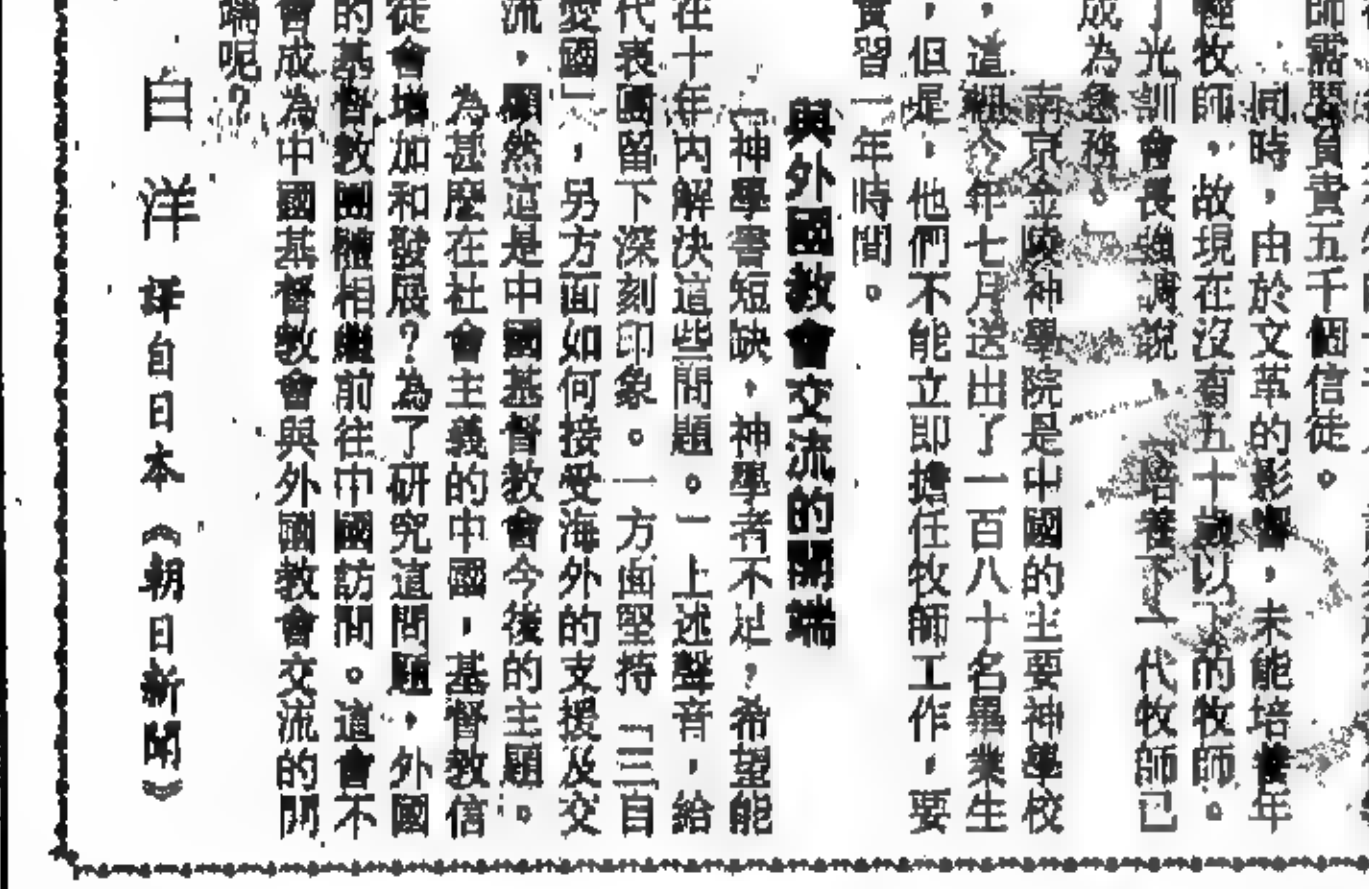 師需要負責五千個信徒。
同時,由於文革的影響,未能培養年
輕牧師,故現在沒有五十歲以下的牧師。
丁光訓會長強調說,培養下一代牧師已
成為急務。
南京金陵神學院是中國的主要神學校
,這裡今年七月送出了一百八十名畢業生
,但是,他們不能立即擔任牧師工作,要
實習一年時間。
與外國教會交流的開端
「神學書短缺,神學者不足,希望能
在十年內解決這些問題。」上述聲音,給
代表團留下深刻印象。一方面堅持「三自
愛國」,另方面如何接受海外的支援及交
流,顯然這是中國基督教會今後的主題。
為甚麼在社會主義的中國,基督教信
徒會增加和發展?為了研究這問題,外國
的基督教團體相繼前往中國訪問。這會不
會成為中國基督教會與外國教會交流的開
端呢?
白洋 譯自日本《朝日新聞》